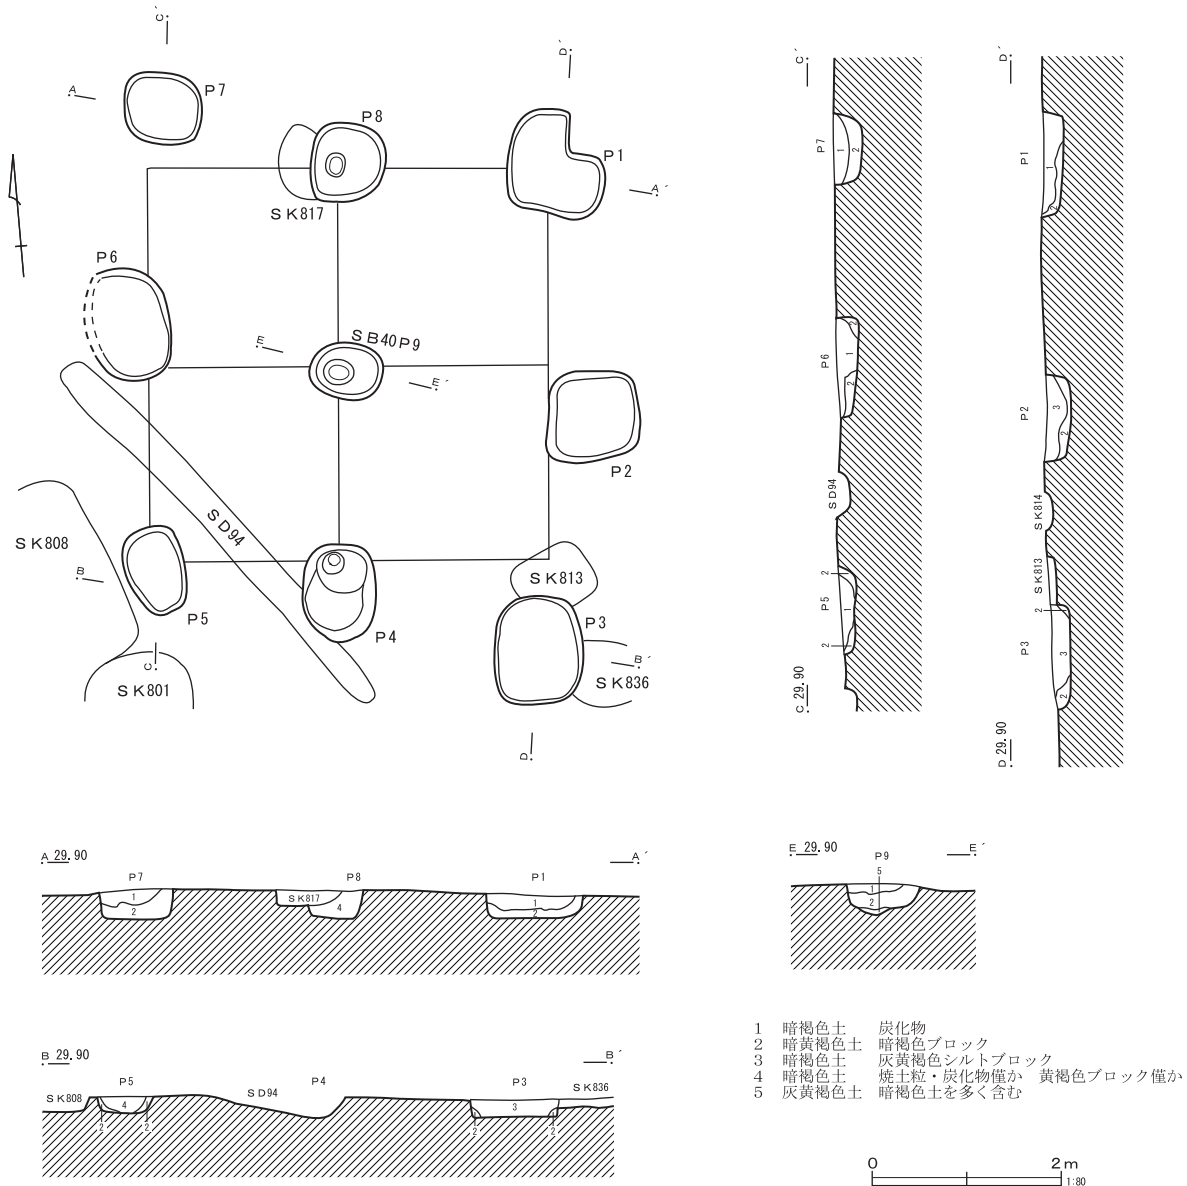 C´
A
P7
P8
D´
P1
A´
SK817
P6
E
SB40P9
E´
P2
SD94
SK808
B
P5
C
SK801
P4
SK813
P3
B´
SK836
D
C´
P7
1
2
P6
2
1
2
SD94
2
P5
1
2
C 29.90
D´
P1
1
2
P2
3
2
SK814
SK813
2
P3
3
2
D 29.90
A 29.90
A´
P7
P8
P1
1
2
SK817
4
1
2
E 29.90
E´
P9
5
1
2
B 29.90
B´
SK808
P5
SD94
P4
P3
SK836
4
2
2
3
2
2
1 暗褐色土 炭化物
2 暗黄褐色土 暗褐色ブロック
3 暗褐色土 灰黄褐色シルトブロック
4 暗褐色土 焼土粒・炭化物僅か 黄褐色ブロック僅か
5 灰黄褐色土 暗褐色土を多く含む
0 2m
1:80